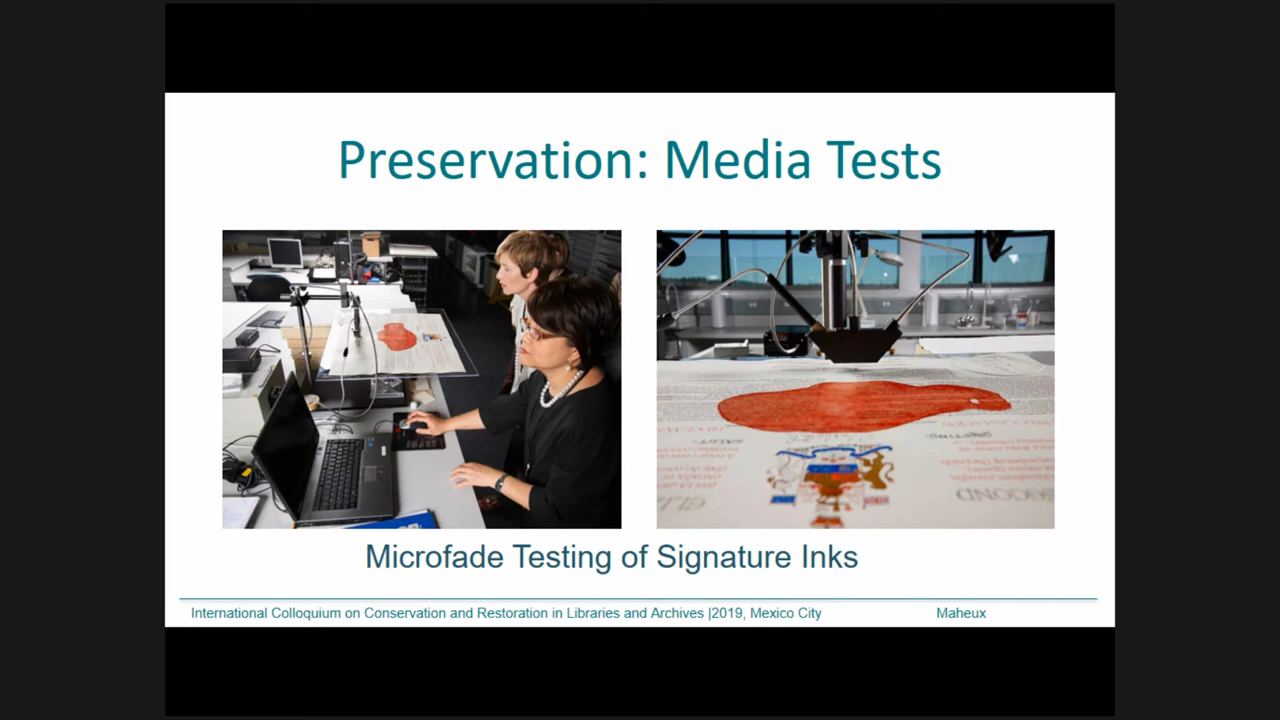 Preservation: Media Tests
Microfade Testing of Signature Inks
International Colloquium on Conservation and Restoration in Libraries and Archives |2019, Mexico City Maheux